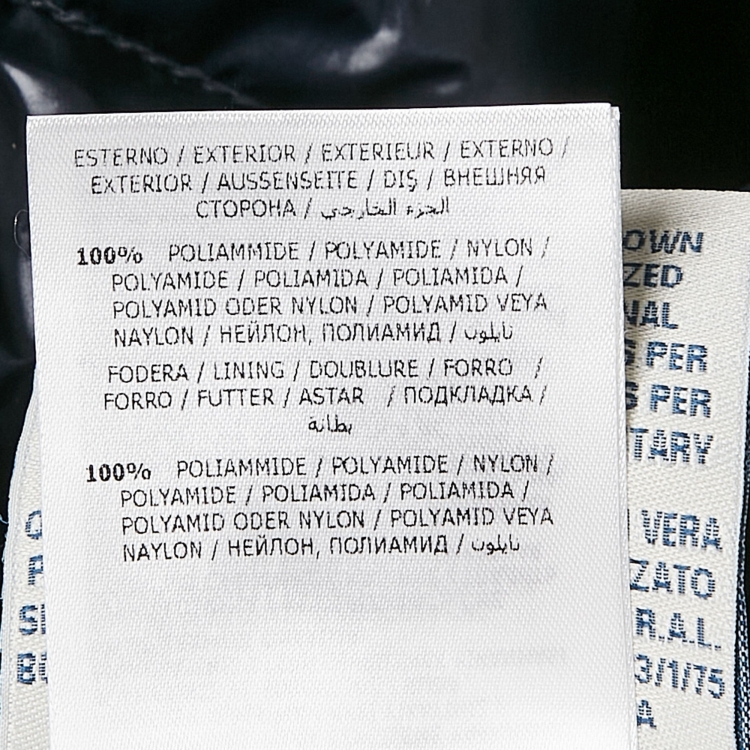 ESTERNO / EXTERIOR / EXTERIEUR / EXTERNO /
EXTERIOR / AUSSENSEITE / DIŞ / ВНЕШНЯЯ
СТОРОНА / الجزء الخارجي
100% POLIAMMIDE / POLYAMIDE / NYLON /
POLYAMIDE / POLIAMIDA / POLIAMIDA /
POLYAMID ODER NYLON / POLYAMID VEYA
NAYLON / НЕЙЛОН, ПОЛИАМИД / نايلون
FODERA / LINING / DOUBLURE / FORRO /
FORRO / FUTTER / ASTAR / ПОДКЛАДКА /
بطانة
100% POLIAMMIDE / POLYAMIDE / NYLON /
POLYAMIDE / POLIAMIDA / POLIAMIDA /
POLYAMID ODER NYLON / POLYAMID VEYA
NAYLON / НЕЙЛОН, ПОЛИАМИД / نايلون
OWN
ZED
NAL
PER
PER
TARY
VERA
ZATO
R.A.L.
3/1/75
A